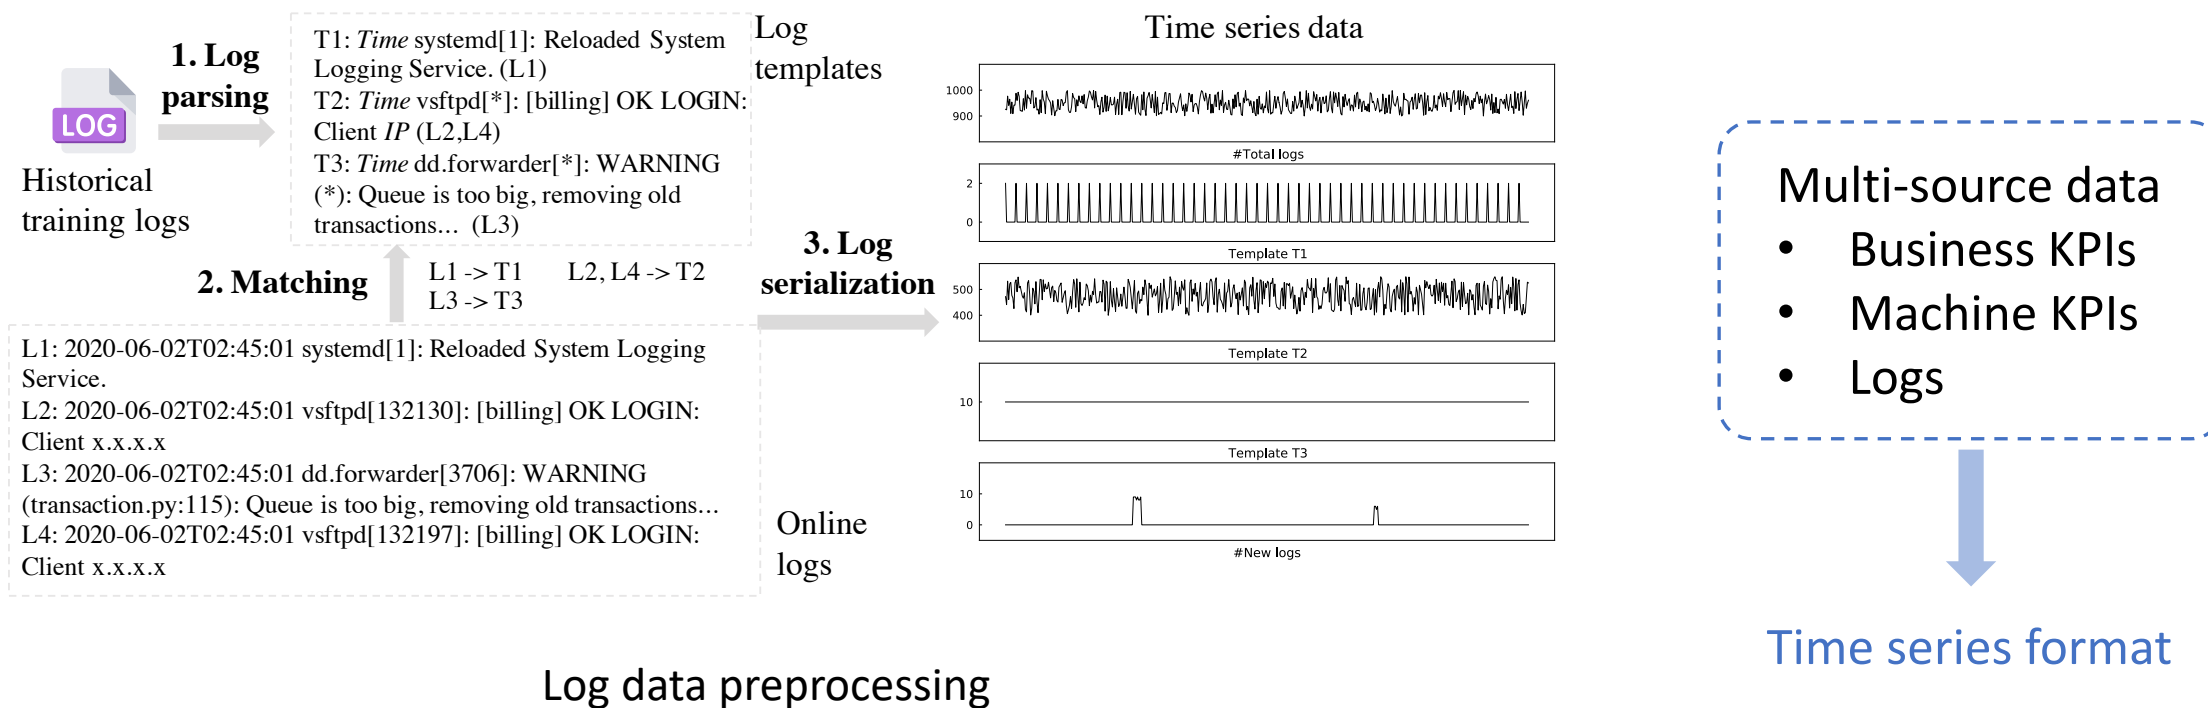 1. Log
parsing
LOG
Historical
training logs
T1: Time systemd[1]: Reloaded System
Logging Service. (L1)
T2: Time vsftpd[*]: [billing] OK LOGIN:
Client IP (L2,L4)
T3: Time dd.forwarder[*]: WARNING
(*): Queue is too big, removing old
transactions… (L3)
Log
templates
2. Matching
L1 -> T1 L2, L4 -> T2
L3 -> T3
L1: 2020-06-02T02:45:01 systemd[1]: Reloaded System Logging
Service.
L2: 2020-06-02T02:45:01 vsftpd[132130]: [billing] OK LOGIN:
Client x.x.x.x
L3: 2020-06-02T02:45:01 dd.forwarder[3706]: WARNING
(transaction.py:115): Queue is too big, removing old transactions…
L4: 2020-06-02T02:45:01 vsftpd[132197]: [billing] OK LOGIN:
Client x.x.x.x
Online
logs
3. Log
serialization
Time series data
1000
900
#Total logs
2
0
Template T1
500
400
Template T2
10
Template T3
10
0
#New logs
Multi-source data
• Business KPIs
• Machine KPIs
• Logs
Time series format
Log data preprocessing